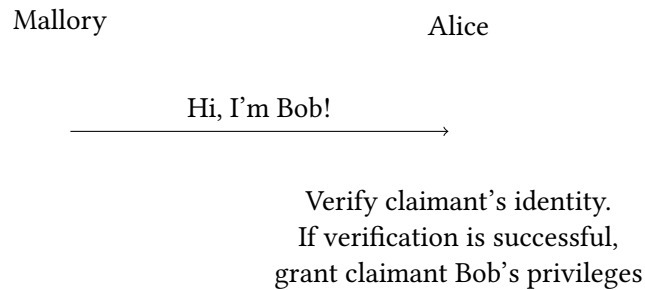 Mallory
Alice
Hi, I’m Bob!
Verify claimant’s identity.
If verification is successful,
grant claimant Bob’s privileges